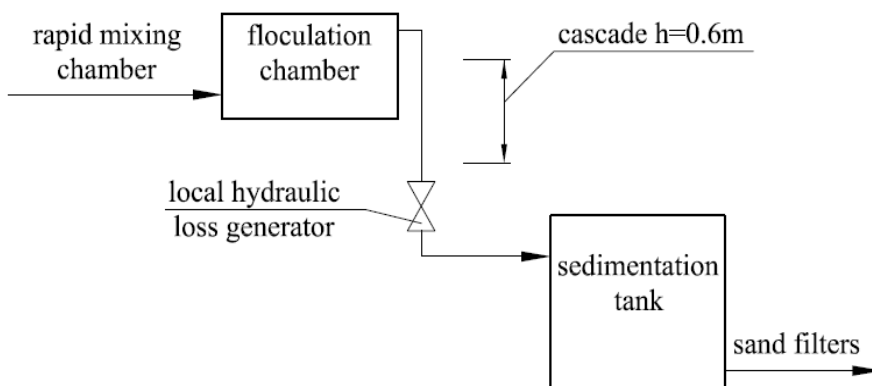 rapid mixing
chamber
floculation
chamber
cascade h=0.6m
local hydraulic
loss generator
sedimentation
tank
sand filters